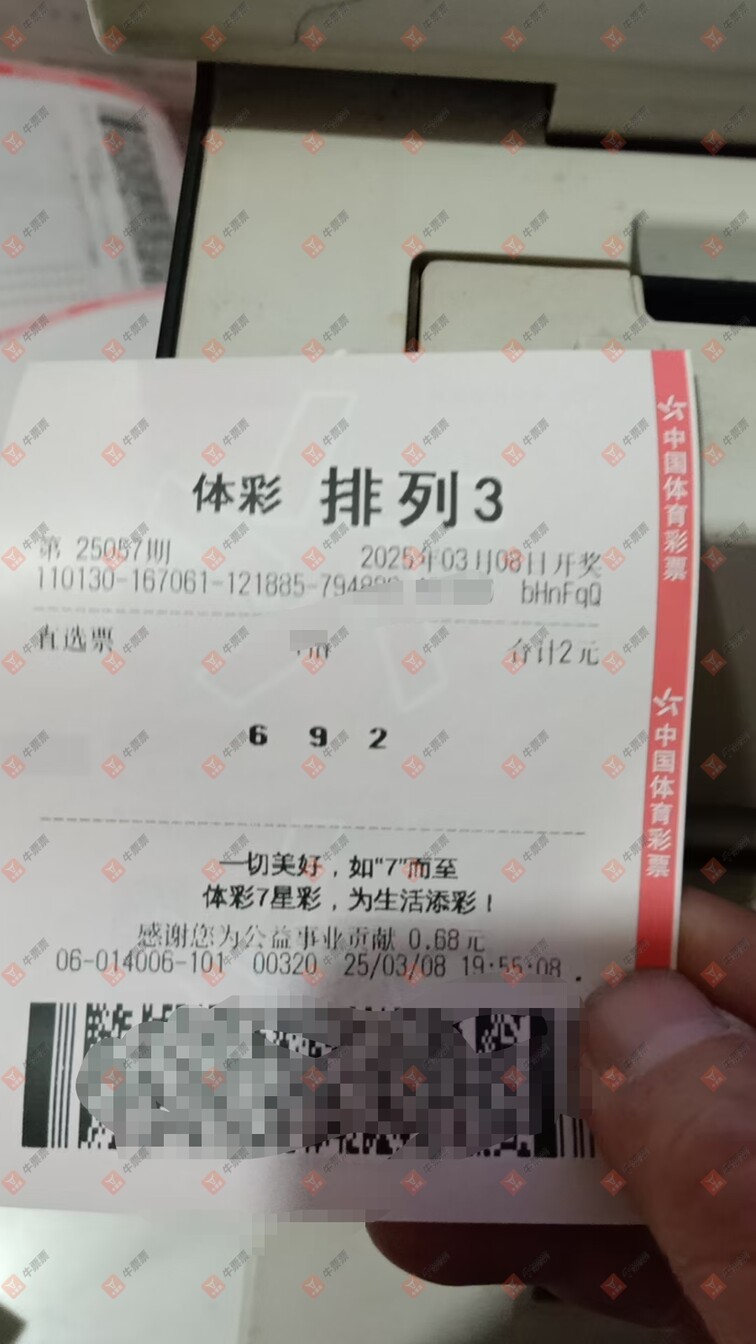 体彩 排列3
第 25057期 2025年03月08日开奖
110130-167061-121885-794 bHnFqQ
直选票 合计2元
6 9 2
一切美好，如“7”而至
体彩7星彩，为生活添彩！
感谢您为公益事业贡献 0.68元
06-014006-101 00320 25/03/08 19:55:08
中国体育彩票
中国体育彩票
牛票票